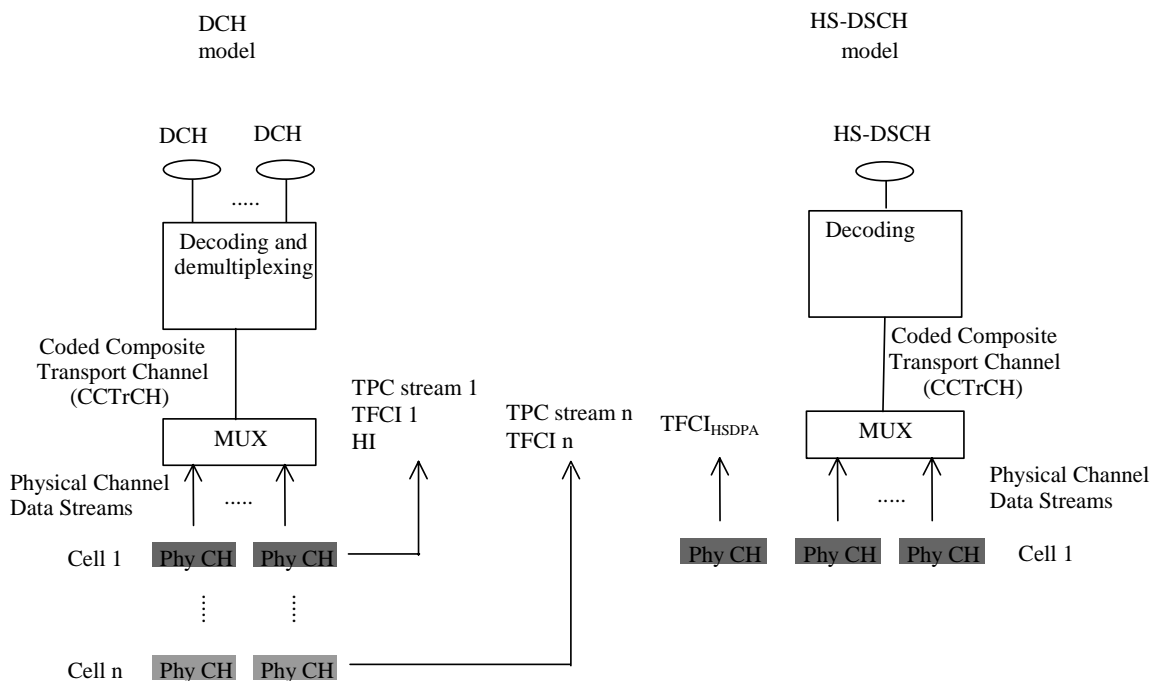 DCH
model
HS-DSCH
model
DCH
DCH
HS-DSCH
.....
Decoding and
demultiplexing
Decoding
Coded Composite
Transport Channel
(CCTrCH)
Coded Composite
Transport Channel
(CCTrCH)
TPC stream 1
TFCI 1
HI
TPC stream n
TFCI n
TFCI HSDPA
MUX
MUX
Physical Channel
Data Streams
.....
.....
Physical Channel
Data Streams
Cell 1
Phy CH
Phy CH
Phy CH
Phy CH
Phy CH
Cell 1
Cell n
Phy CH
Phy CH